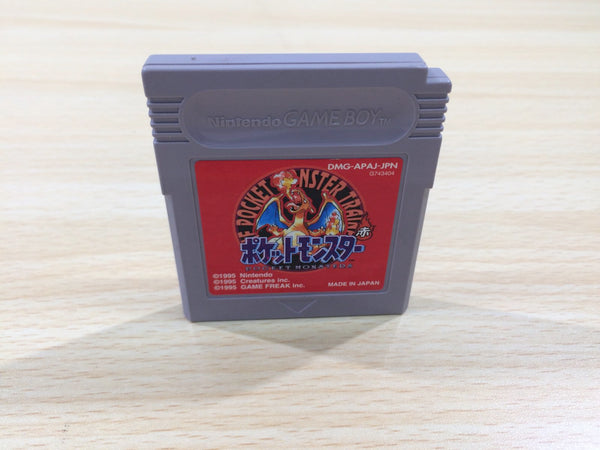 Nintendo GAME BOY TM
DMG-APAJ-JPN
G743404
POCKET MONSTER TRAINER
赤
ポケットモンスター
POCKET MONSTERS
©1995 Nintendo
©1995 Creatures inc.
©1995 GAME FREAK inc.
MADE IN JAPAN